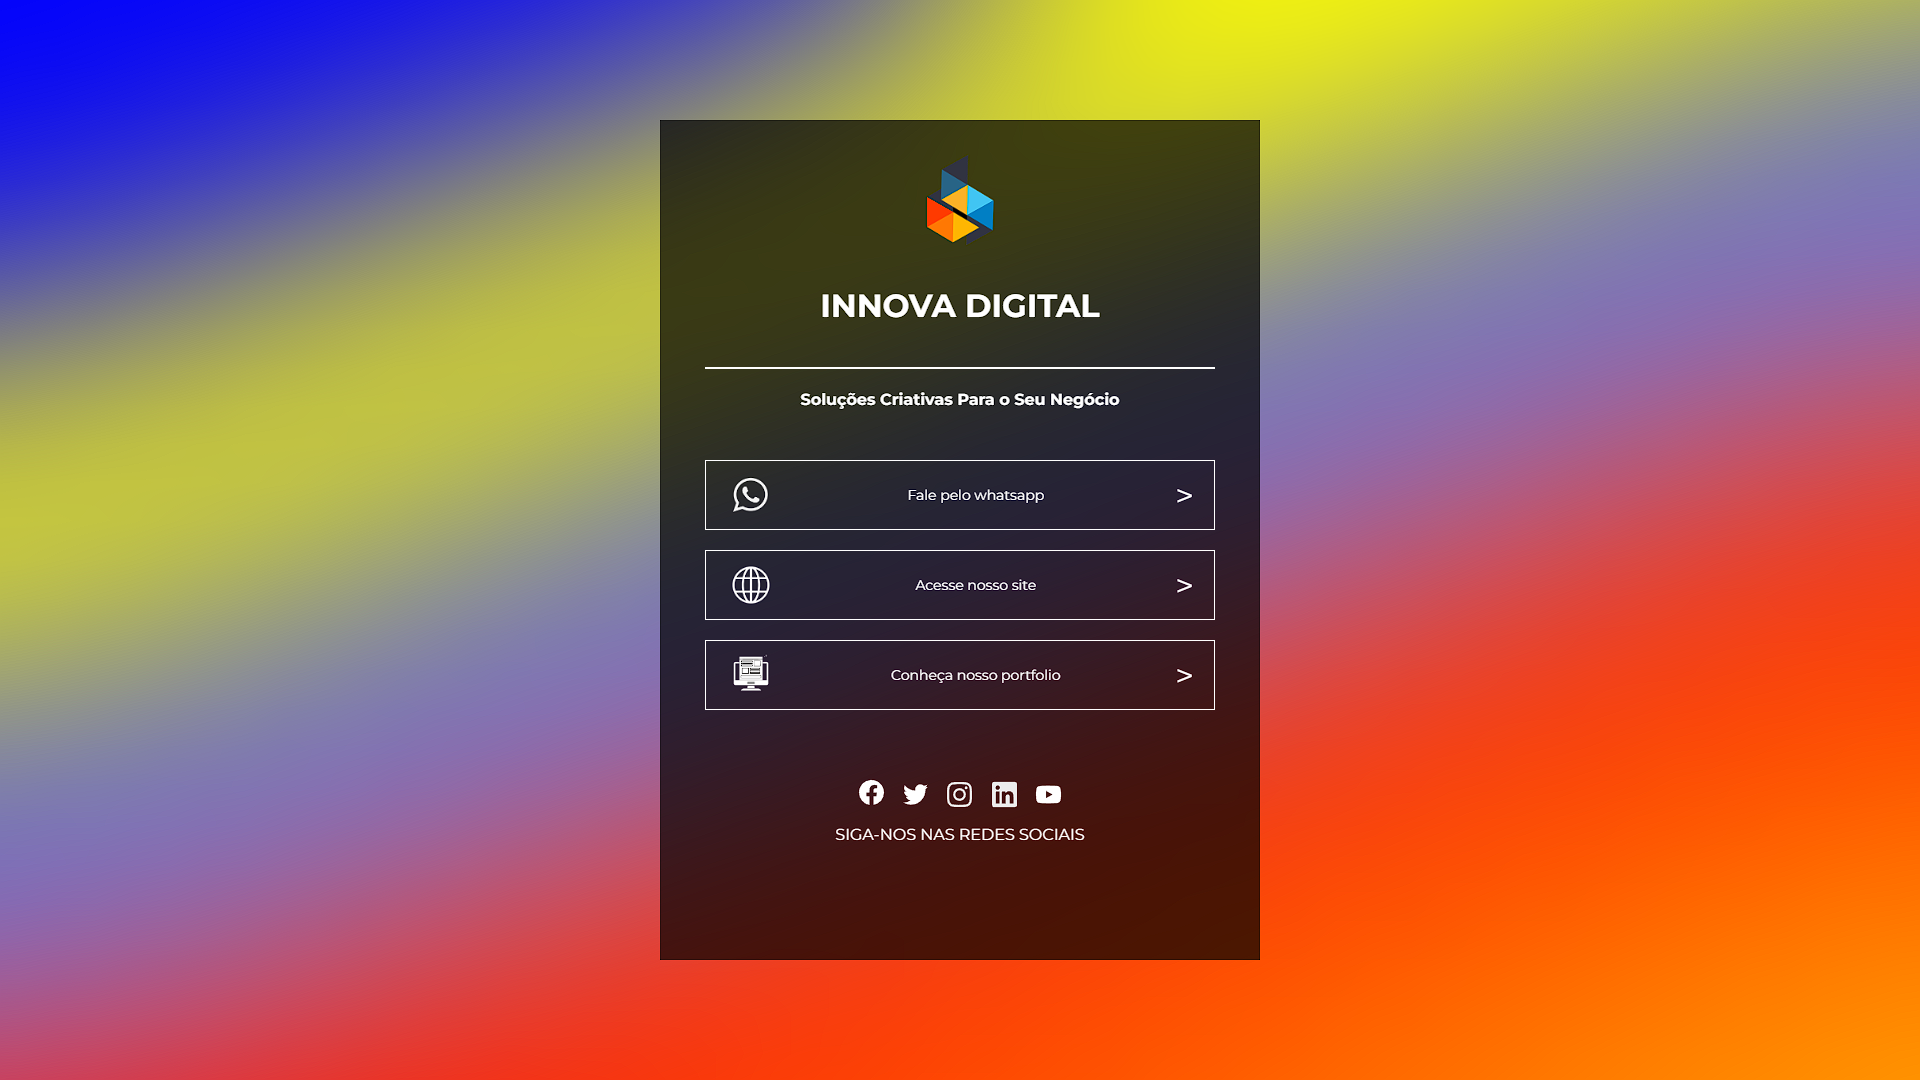 INNOVA DIGITAL
Soluções Criativas Para o Seu Negócio
Fale pelo whatsapp >
Acesse nosso site >
Conheça nosso portfolio >
SIGA-NOS NAS REDES SOCIAIS